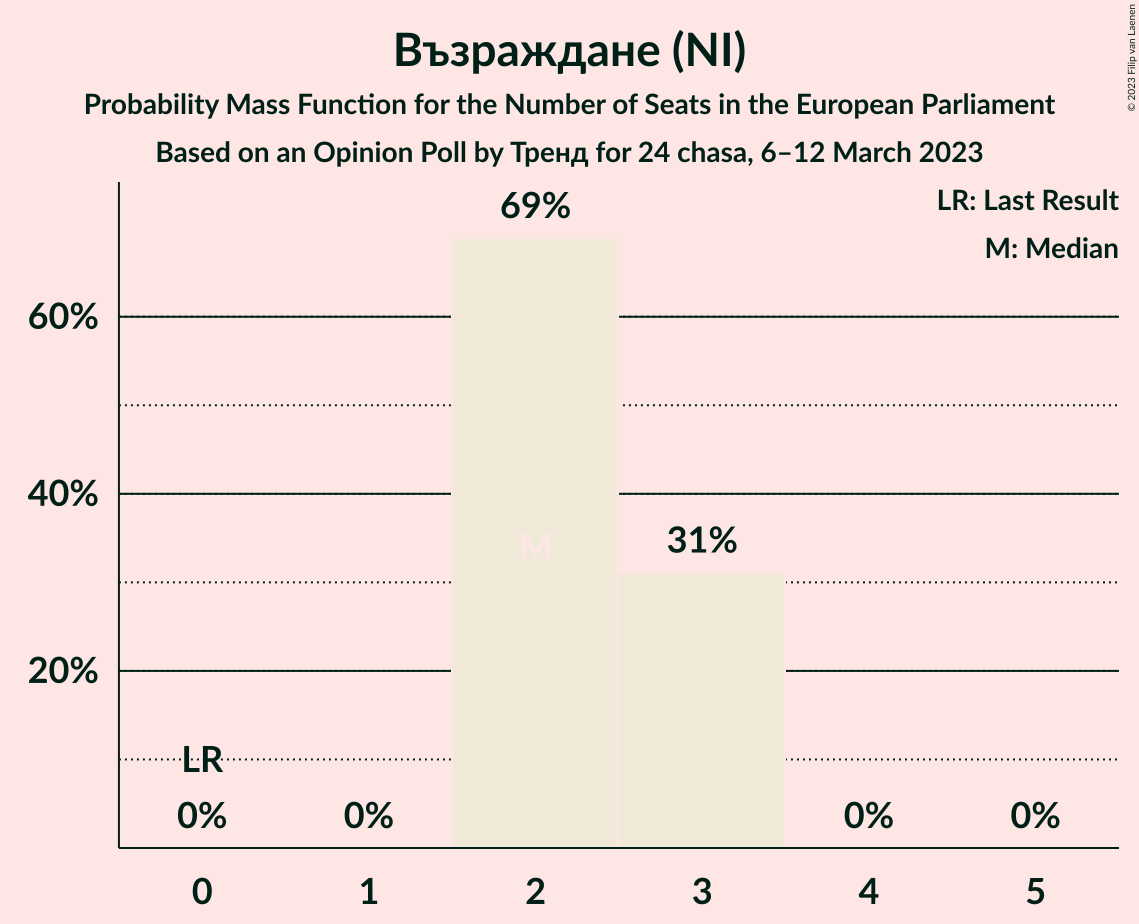 Възраждане (NI)
Probability Mass Function for the Number of Seats in the European Parliament
Based on an Opinion Poll by Тренд for 24 chasa, 6–12 March 2023
© 2023 Filip van Laenen
LR: Last Result
M: Median
69%
60%
40%
M
31%
20%
LR
0%
0%
0%
0%
0
1
2
3
4
5